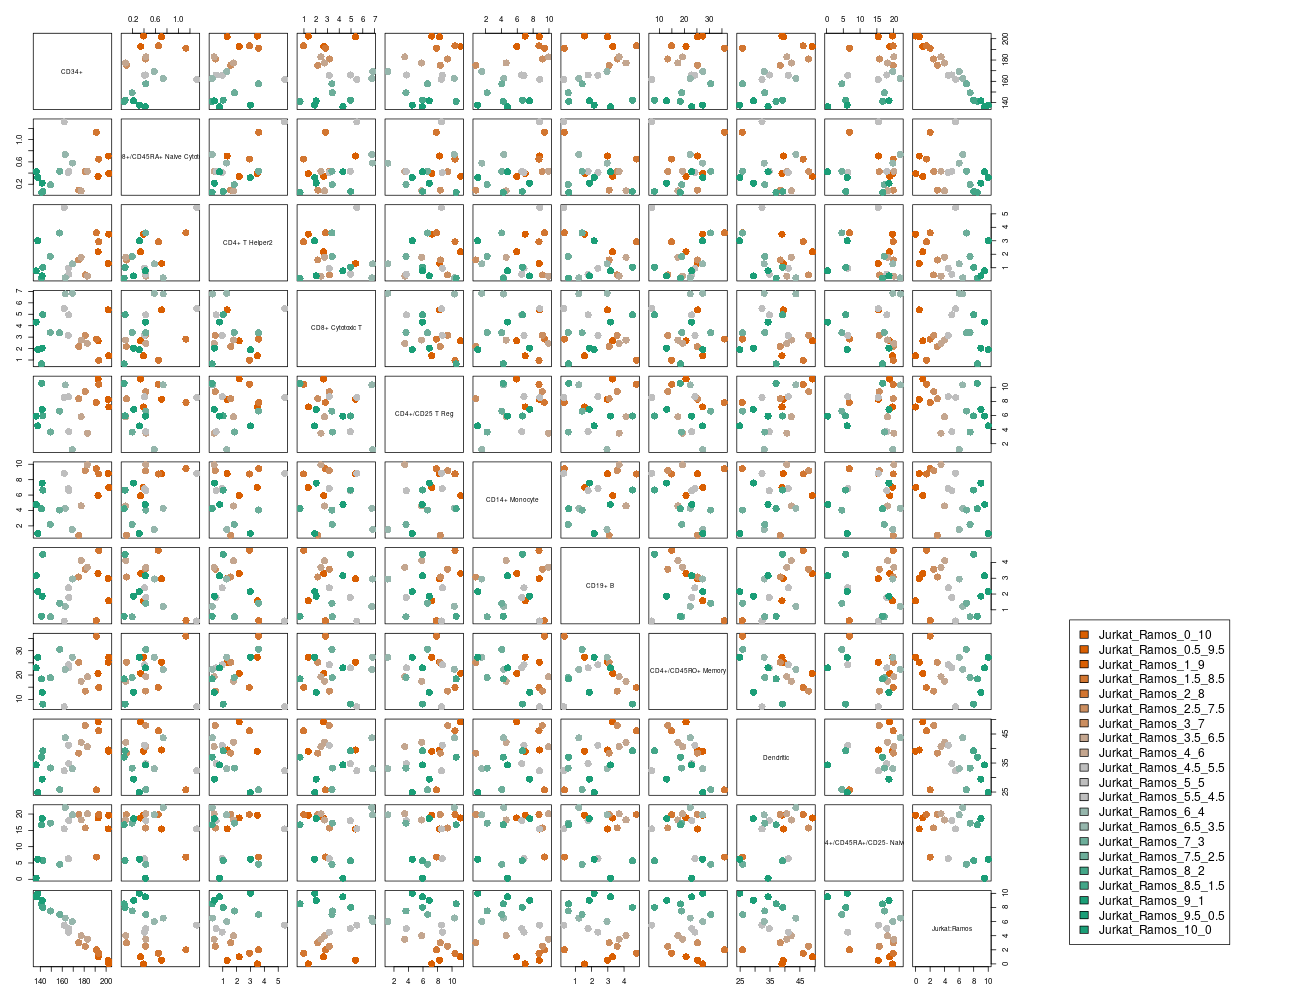 0.2 0.6 1.0 1 2 3 4 5 6 7 2 4 6 8 10 10 20 30 0 5 10 15 20
CD34+
140 160 180 200
8+/CD45RA+ Naive Cytot
0.2 0.6 1.0
CD4+ T Helper2
1 2 3 4 5
CD8+ Cytotoxic T
1 2 3 4 5 6 7
CD4+/CD25 T Reg
2 4 6 8 10
CD14+ Monocyte
2 4 6 8 10
CD19+ B
1 2 3 4
CD4+/CD45RO+ Memory
10 20 30
Dendritic
25 35 45
4+/CD45RA+/CD25- Naiv
0 5 10 15 20
Jurkat:Ramos
0 2 4 6 8 10
140 160 180 200 1 2 3 4 5 2 4 6 8 10 1 2 3 4 25 35 45 0 2 4 6 8 10
Jurkat_Ramos_0_10
Jurkat_Ramos_0.5_9.5
Jurkat_Ramos_1_9
Jurkat_Ramos_1.5_8.5
Jurkat_Ramos_2_8
Jurkat_Ramos_2.5_7.5
Jurkat_Ramos_3_7
Jurkat_Ramos_3.5_6.5
Jurkat_Ramos_4_6
Jurkat_Ramos_4.5_5.5
Jurkat_Ramos_5_5
Jurkat_Ramos_5.5_4.5
Jurkat_Ramos_6_4
Jurkat_Ramos_6.5_3.5
Jurkat_Ramos_7_3
Jurkat_Ramos_7.5_2.5
Jurkat_Ramos_8_2
Jurkat_Ramos_8.5_1.5
Jurkat_Ramos_9_1
Jurkat_Ramos_9.5_0.5
Jurkat_Ramos_10_0